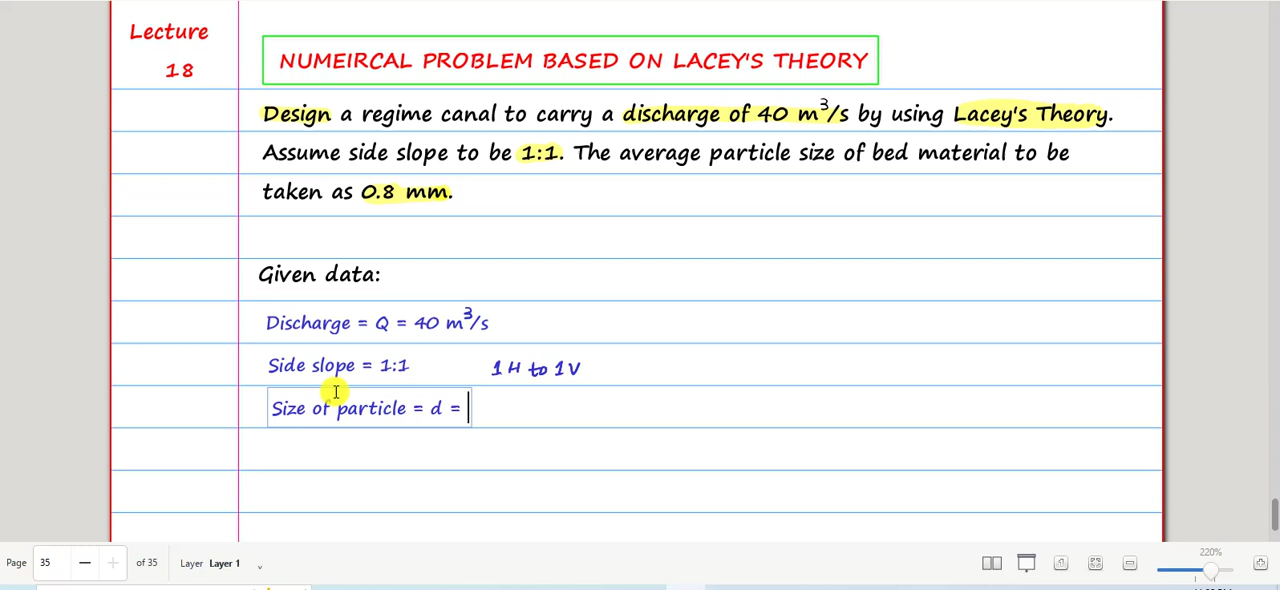 Lecture
18
NUMEIRCAL PROBLEM BASED ON LACEY'S THEORY
Design a regime canal to carry a discharge of 40 m³/s by using Lacey's Theory.
Assume side slope to be 1:1. The average particle size of bed material to be
taken as 0.8 mm.
Given data:
Discharge = Q = 40 m³/s
Side slope = 1:1 1 H to 1 V
Size of particle = d =
Page 35 of 35 Layer Layer 1 220%